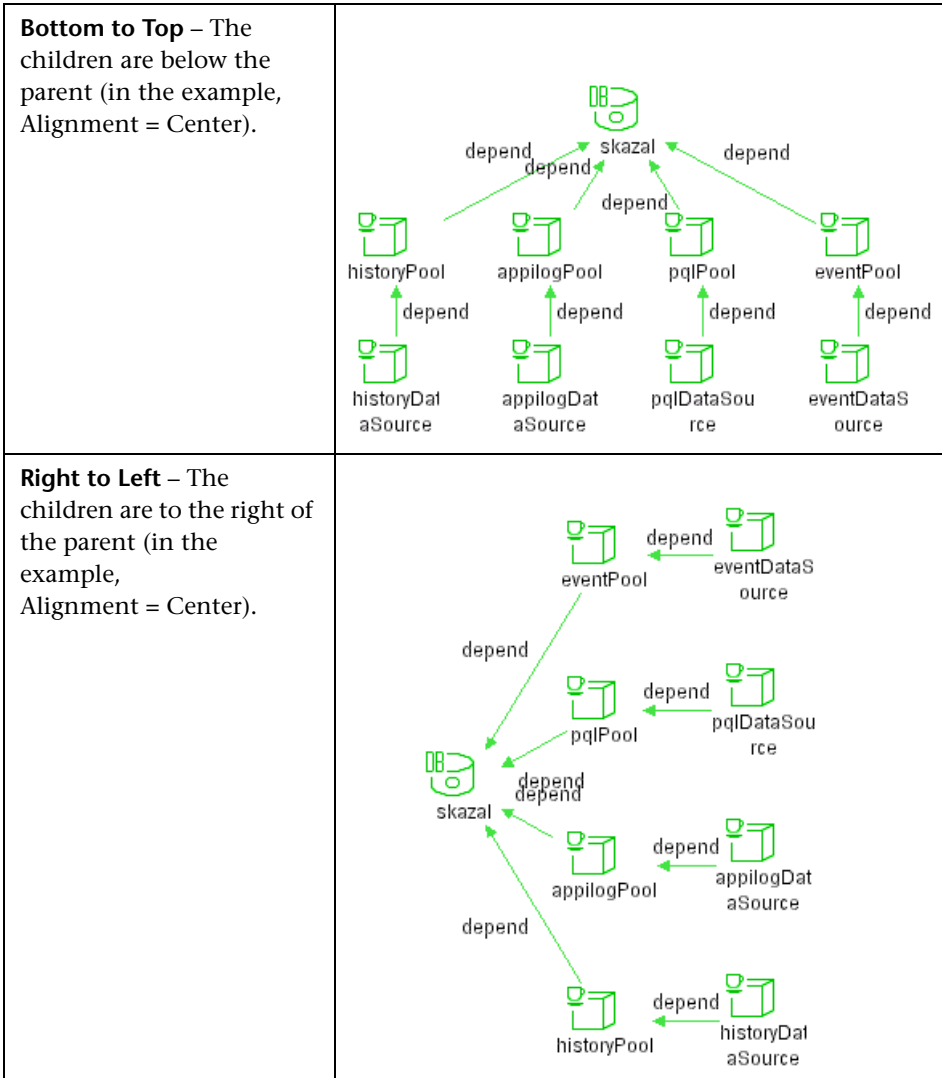 Bottom to Top – The
children are below the
parent (in the example,
Alignment = Center).
DB
skazal
depend
depend
depend
depend
historyPool
appilogPool
pqlPool
eventPool
depend
depend
depend
depend
historyDat
aSource
appilogDat
aSource
pqlDataSou
rce
eventDataS
ource
Right to Left – The
children are to the right of
the parent (in the
example,
Alignment = Center).
eventPool
depend
eventDataS
ource
depend
pqlPool
depend
pqlDataSou
rce
DB
skazal
depend
depend
appilogPool
depend
appilogDat
aSource
depend
historyPool
depend
historyDat
aSource